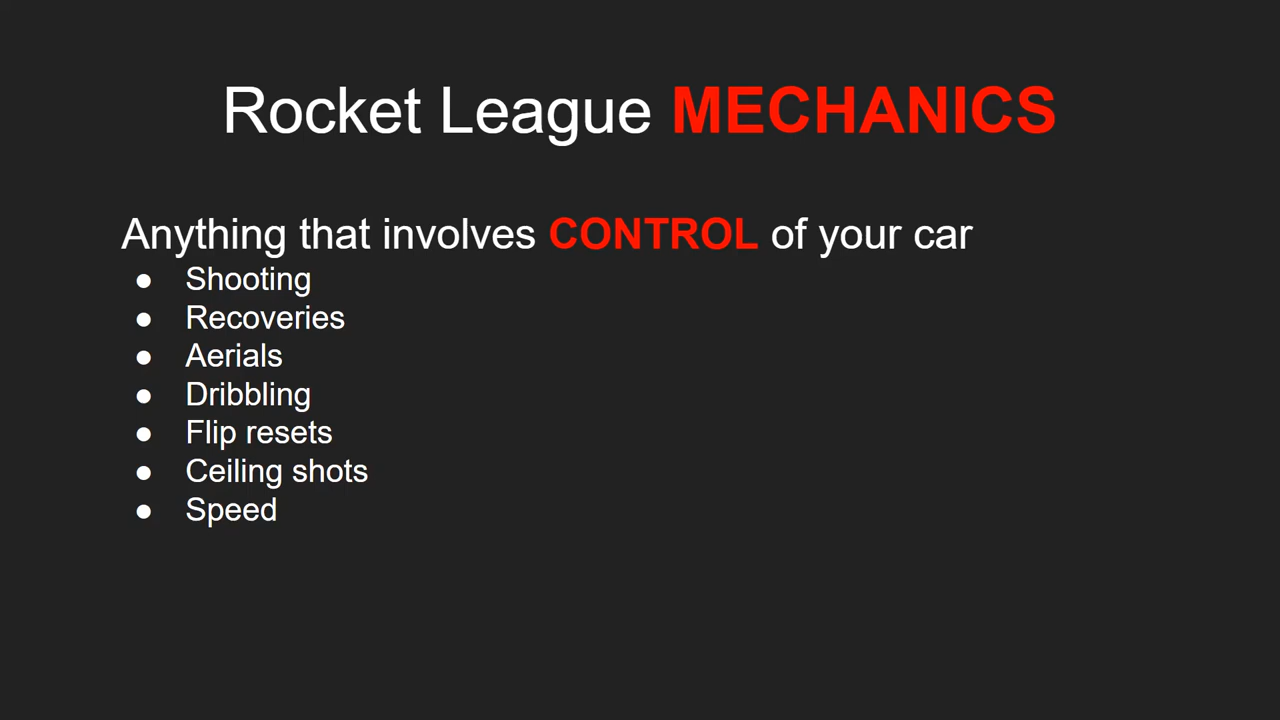 Rocket League MECHANICS
Anything that involves CONTROL of your car
● Shooting
● Recoveries
● Aerials
● Dribbling
● Flip resets
● Ceiling shots
● Speed